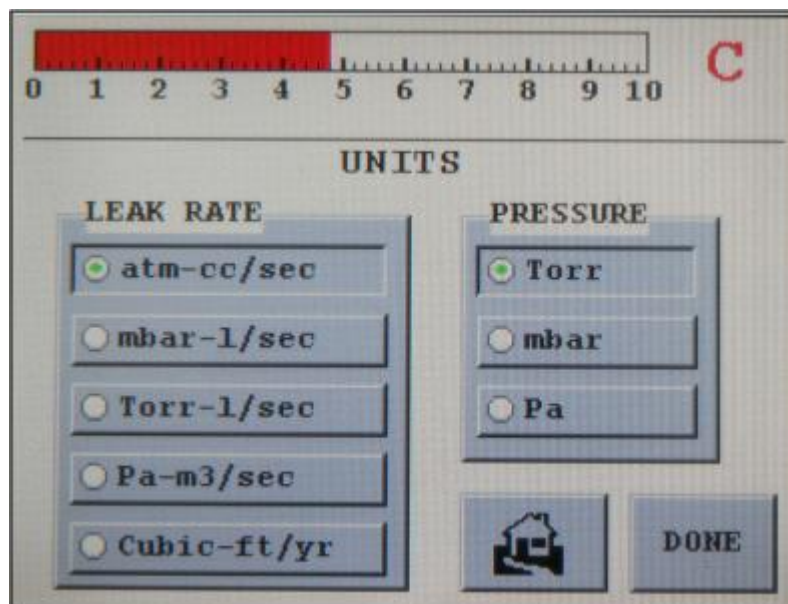 0 1 2 3 4 5 6 7 8 9 10
C
UNITS
LEAK RATE
atm-cc/sec
mbar-l/sec
Torr-l/sec
Pa-m3/sec
Cubic-ft/yr
PRESSURE
Torr
mbar
Pa
DONE